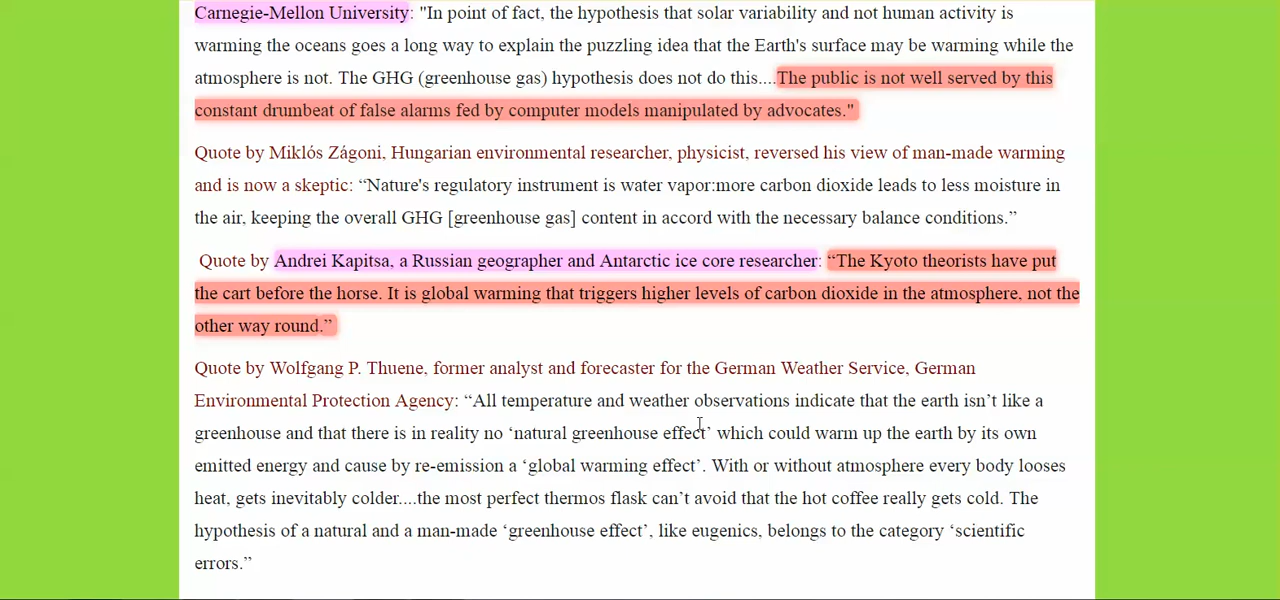 Carnegie-Mellon University: "In point of fact, the hypothesis that solar variability and not human activity is
warming the oceans goes a long way to explain the puzzling idea that the Earth's surface may be warming while the
atmosphere is not. The GHG (greenhouse gas) hypothesis does not do this....The public is not well served by this
constant drumbeat of false alarms fed by computer models manipulated by advocates."
Quote by Miklós Zágoni, Hungarian environmental researcher, physicist, reversed his view of man-made warming
and is now a skeptic: “Nature's regulatory instrument is water vapor:more carbon dioxide leads to less moisture in
the air, keeping the overall GHG [greenhouse gas] content in accord with the necessary balance conditions.”
Quote by Andrei Kapitsa, a Russian geographer and Antarctic ice core researcher: “The Kyoto theorists have put
the cart before the horse. It is global warming that triggers higher levels of carbon dioxide in the atmosphere, not the
other way round.”
Quote by Wolfgang P. Thuene, former analyst and forecaster for the German Weather Service, German
Environmental Protection Agency: “All temperature and weather observations indicate that the earth isn’t like a
greenhouse and that there is in reality no ‘natural greenhouse effect’ which could warm up the earth by its own
emitted energy and cause by re-emission a ‘global warming effect’. With or without atmosphere every body looses
heat, gets inevitably colder....the most perfect thermos flask can’t avoid that the hot coffee really gets cold. The
hypothesis of a natural and a man-made ‘greenhouse effect’, like eugenics, belongs to the category ‘scientific
errors.”